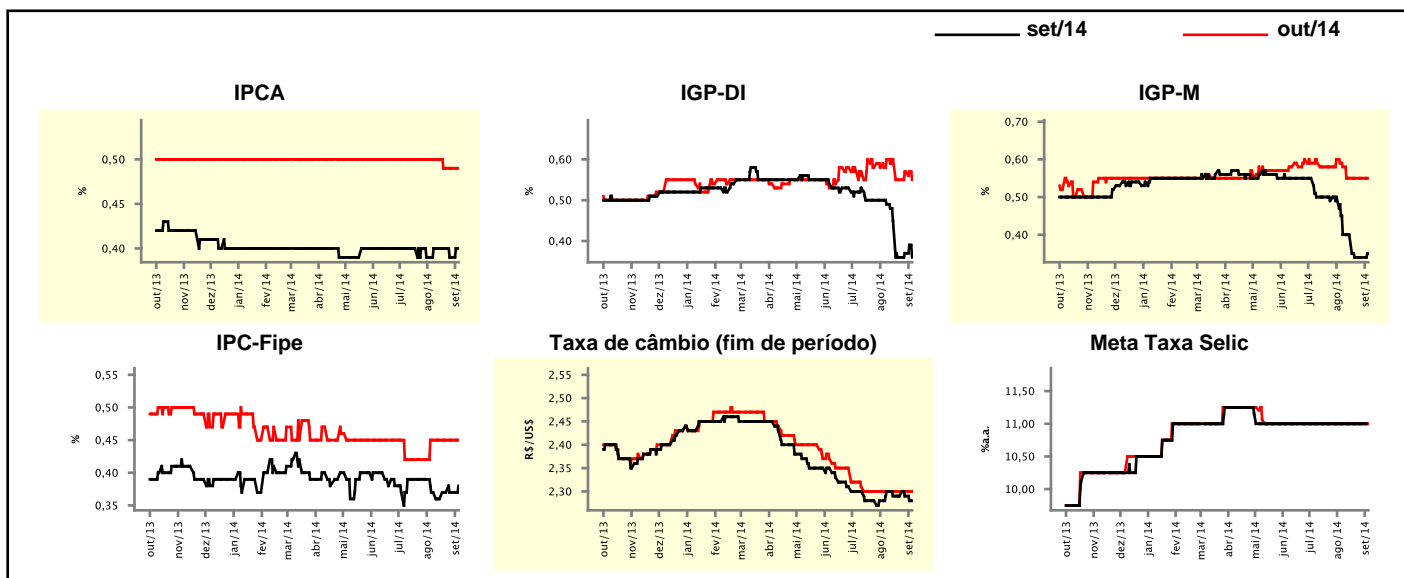 set/14 out/14
IPCA
%
0,50
0,45
0,40
out/13 nov/13 dez/13 jan/14 fev/14 mar/14 abr/14 mai/14 jun/14 jul/14 ago/14 set/14
IGP-DI
%
0,60
0,50
0,40
out/13 nov/13 dez/13 jan/14 fev/14 mar/14 abr/14 mai/14 jun/14 jul/14 ago/14 set/14
IGP-M
%
0,70
0,60
0,50
0,40
out/13 nov/13 dez/13 jan/14 fev/14 mar/14 abr/14 mai/14 jun/14 jul/14 ago/14 set/14
IPC-Fipe
%
0,55
0,50
0,45
0,40
0,35
out/13 nov/13 dez/13 jan/14 fev/14 mar/14 abr/14 mai/14 jun/14 jul/14 ago/14 set/14
Taxa de câmbio (fim de período)
R$/US$
2,55
2,50
2,45
2,40
2,35
2,30
out/13 nov/13 dez/13 jan/14 fev/14 mar/14 abr/14 mai/14 jun/14 jul/14 ago/14 set/14
Meta Taxa Selic
%a.a.
11,50
11,00
10,50
10,00
out/13 nov/13 dez/13 jan/14 fev/14 mar/14 abr/14 mai/14 jun/14 jul/14 ago/14 set/14